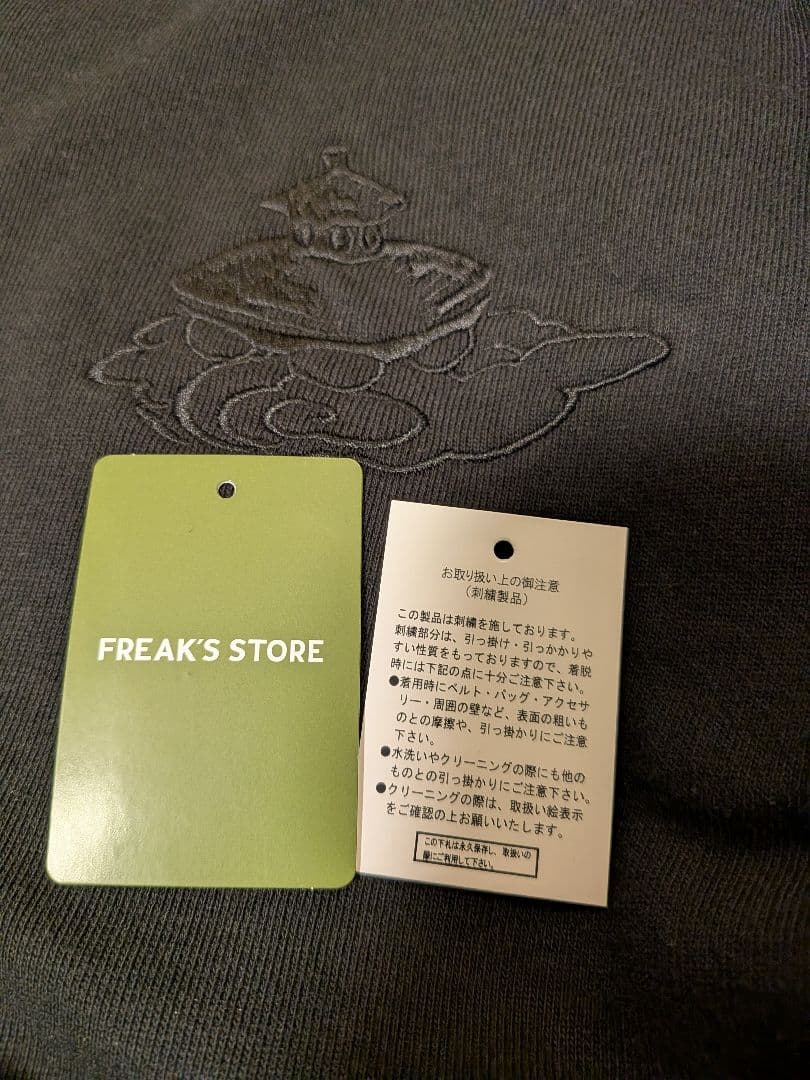 FREAK'S STORE
お取り扱い上の御注意
(刺繍製品)
この製品は刺繍を施しております。
刺繍部分は、引っ掛け・引っかかりや
すい性質をもっておりますので、着脱
時には下記の点に十分ご注意下さい。
●着用時にベルト・バッグ・アクセサ
リー・周囲の壁など、表面の粗いも
のとの摩擦や、引っ掛かりにご注意
下さい。
●水洗いやクリーニングの際にも他の
ものとの引っ掛かりにご注意下さい。
●クリーニングの際は、取扱い絵表示
をご確認の上お願いいたします。
この下札は永久保存し、取扱いの
際にご利用して下さい。